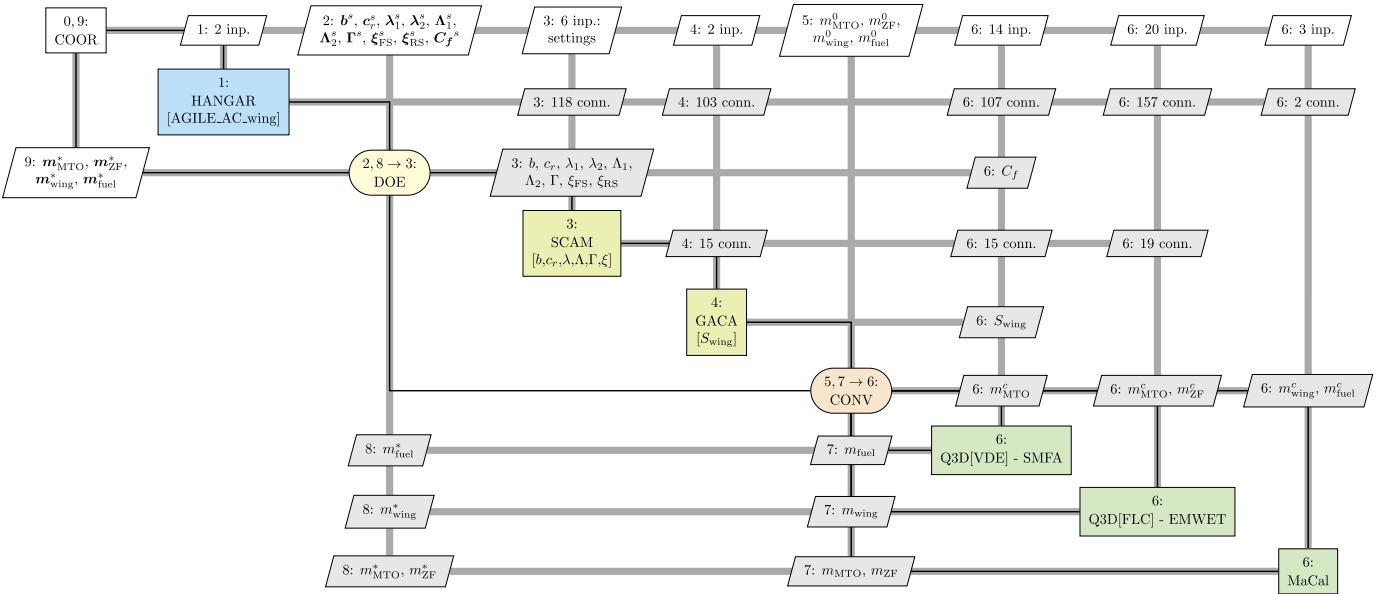 0, 9:
COOR
1: 2 inp.
2: b^s, c_r^s, λ_1^s, λ_2^s, Λ_1^s,
Λ_2^s, Γ^s, ξ_FS^s, ξ_RS^s, C_f^s
3: 6 inp.:
settings
4: 2 inp.
5: m_MTO^0, m_ZF^0,
m_wing^0, m_fuel^0
6: 14 inp.
6: 20 inp.
6: 3 inp.
1:
HANGAR
[AGILE_AC_wing]
3: 118 conn.
4: 103 conn.
6: 107 conn.
6: 157 conn.
6: 2 conn.
9: m_MTO^*, m_ZF^*,
m_wing^*, m_fuel^*
2, 8 → 3:
DOE
3: b, c_r, λ_1, λ_2, Λ_1,
Λ_2, Γ, ξ_FS, ξ_RS
6: C_f
3:
SCAM
[b,c_r,λ,Λ,Γ,ξ]
4: 15 conn.
6: 15 conn.
6: 19 conn.
4:
GACA
[S_wing]
6: S_wing
5, 7 → 6:
CONV
6: m_MTO^c
6: m_MTO^c, m_ZF^c
6: m_wing^c, m_fuel^c
8: m_fuel^*
7: m_fuel
6:
Q3D[VDE] - SMFA
8: m_wing^*
7: m_wing
6:
Q3D[FLC] - EMWET
8: m_MTO^*, m_ZF^*
7: m_MTO, m_ZF
6:
MaCal